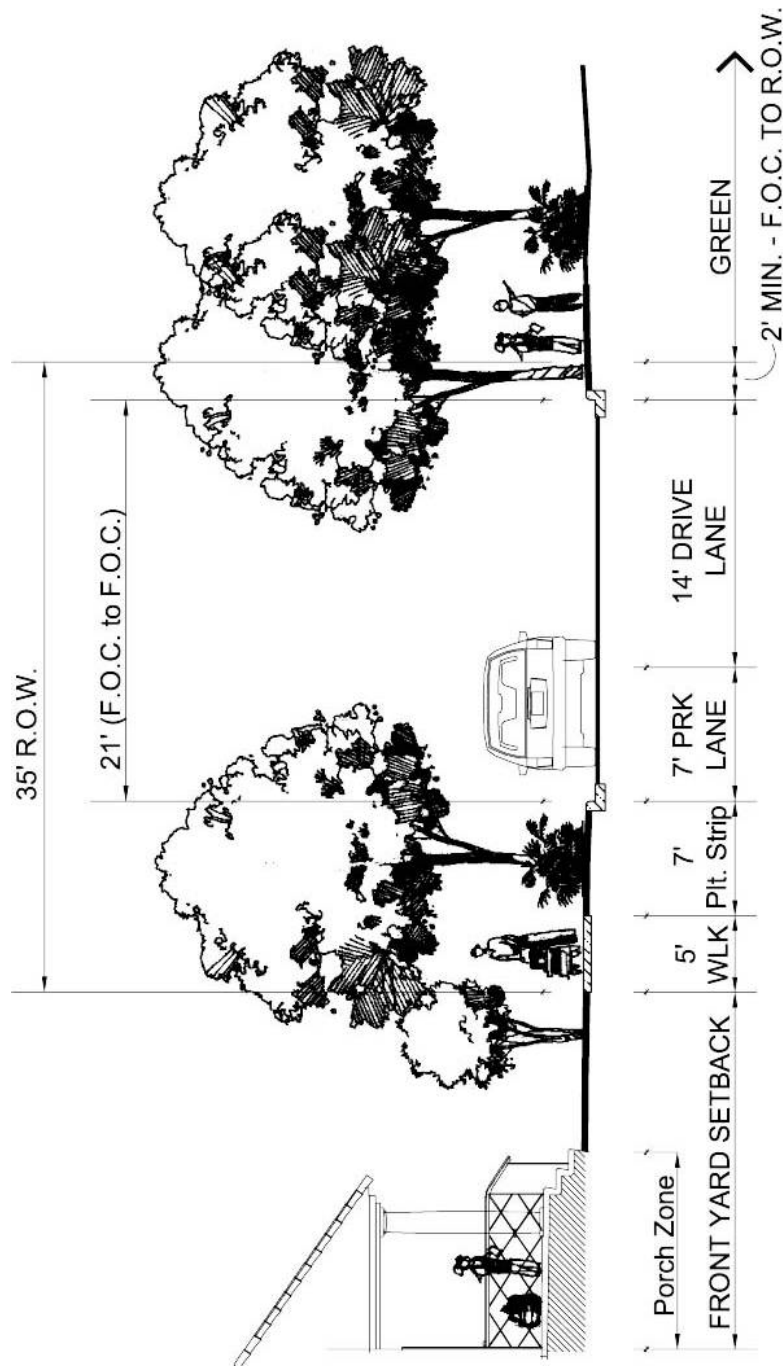 35' R.O.W.
21' (F.O.C. to F.O.C.)
Porch Zone
FRONT YARD SETBACK
5'
WLK
7'
Plt. Strip
7' PRK
LANE
14' DRIVE
LANE
GREEN
2' MIN. - F.O.C. TO R.O.W.